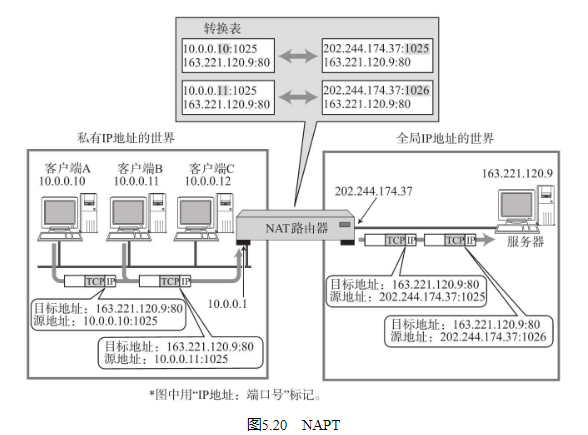 转换表
10.0.0.10:1025
163.221.120.9:80
202.244.174.37:1025
163.221.120.9:80
10.0.0.11:1025
163.221.120.9:80
202.244.174.37:1026
163.221.120.9:80
私有IP地址的世界
全局IP地址的世界
客户端A
10.0.0.10
客户端B
10.0.0.11
客户端C
10.0.0.12
163.221.120.9
202.244.174.37
NAT路由器
服务器
TCP IP
TCP IP
TCP IP
TCP IP
10.0.0.1
目标地址：163.221.120.9:80
源地址：10.0.0.10:1025
目标地址：163.221.120.9:80
源地址：10.0.0.11:1025
目标地址：163.221.120.9:80
源地址：202.244.174.37:1025
目标地址：163.221.120.9:80
源地址：202.244.174.37:1026
*图中用“IP地址：端口号”标记。
图5.20 NAPT